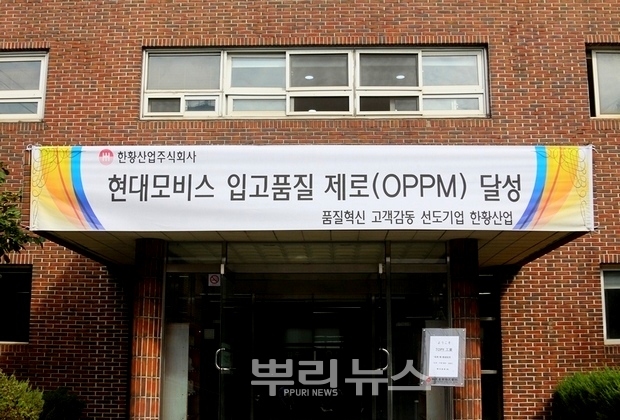 한황산업주식회사
현대모비스 입고품질 제로(OPPM) 달성
품질혁신 고객감동 선도기업 한황산업
뿌리뉴스
PPURI NEWS